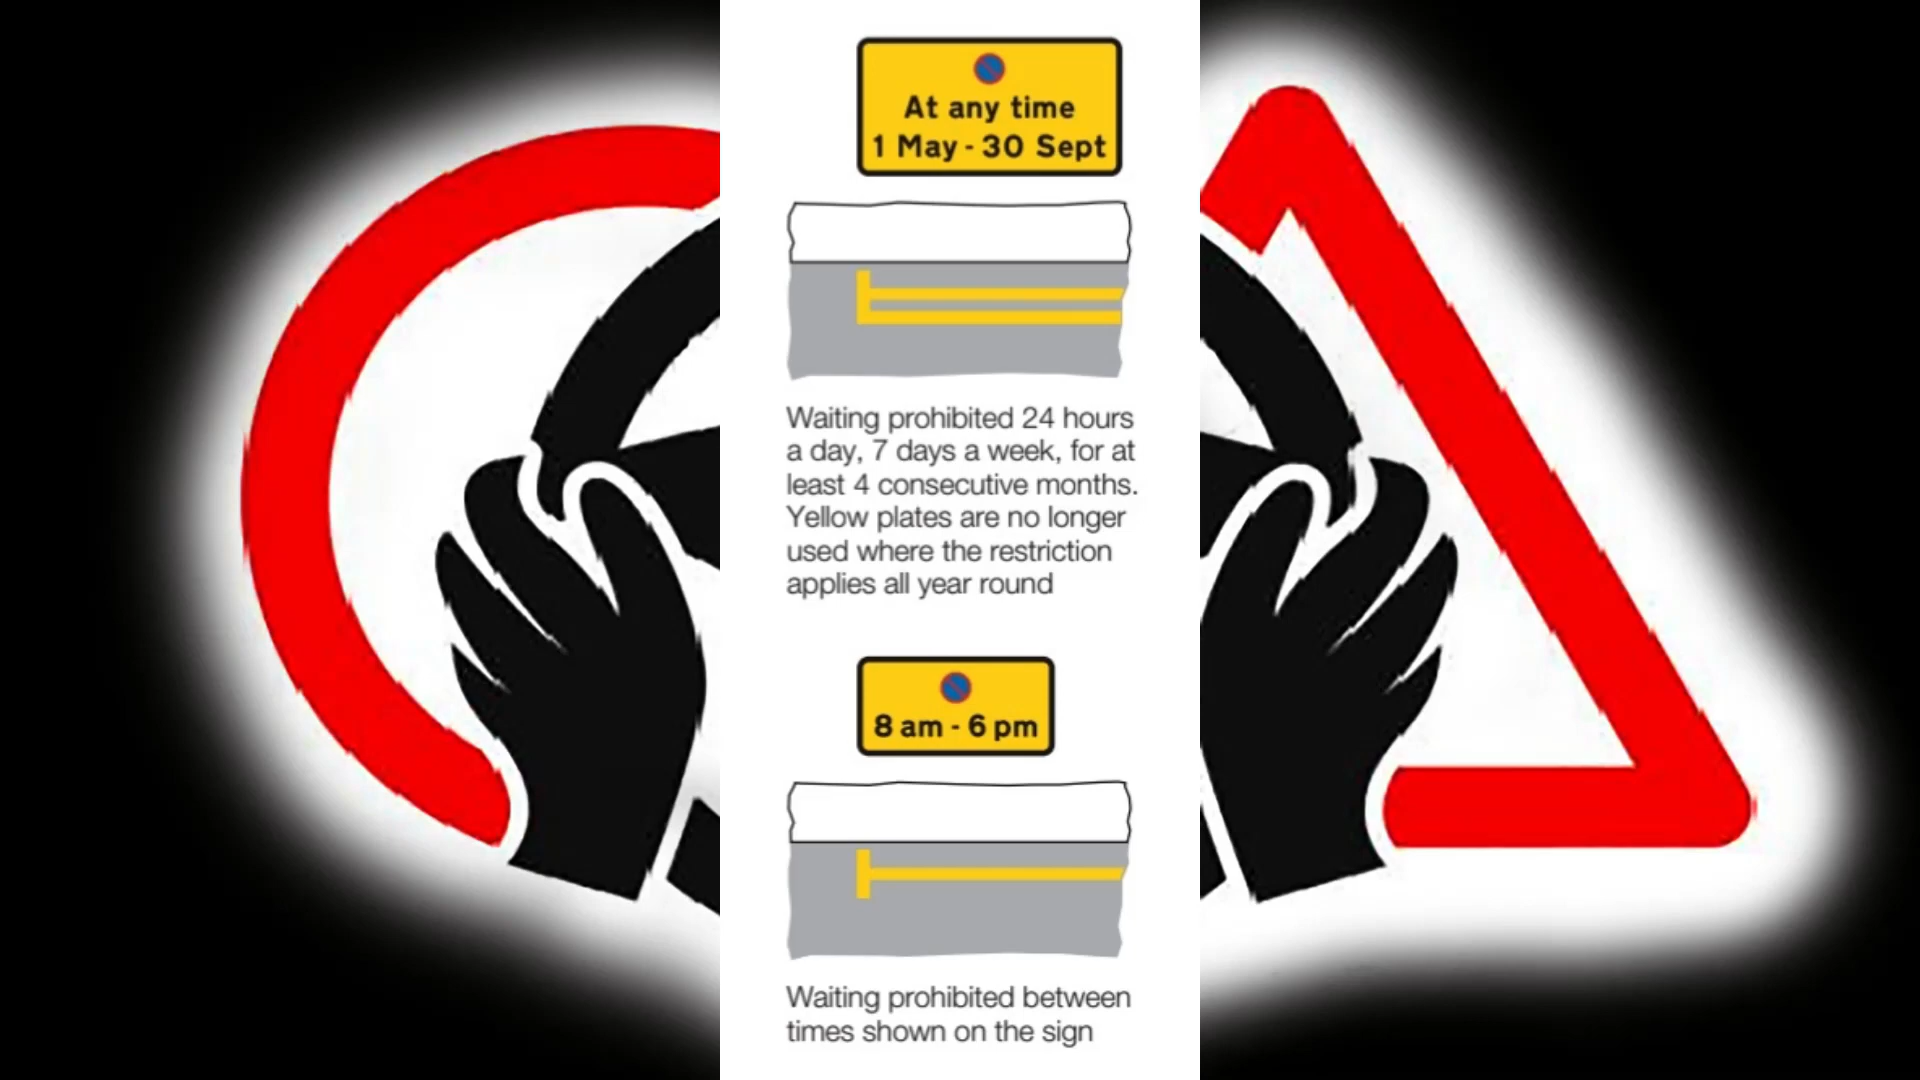 At any time
1 May - 30 Sept
Waiting prohibited 24 hours
a day, 7 days a week, for at
least 4 consecutive months.
Yellow plates are no longer
used where the restriction
applies all year round
8 am - 6 pm
Waiting prohibited between
times shown on the sign